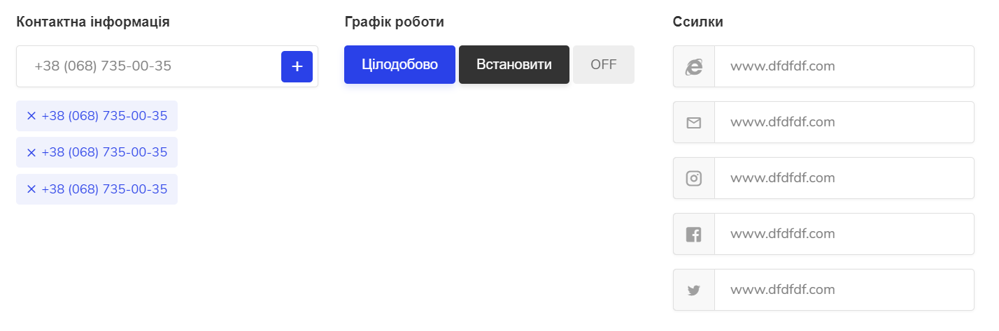 Контактна інформація
+38 (068) 735-00-35
+38 (068) 735-00-35
+38 (068) 735-00-35
+38 (068) 735-00-35
Графік роботи
Цілодобово Встановити OFF
Ссилки
www.dfdfdf.com
www.dfdfdf.com
www.dfdfdf.com
www.dfdfdf.com
www.dfdfdf.com